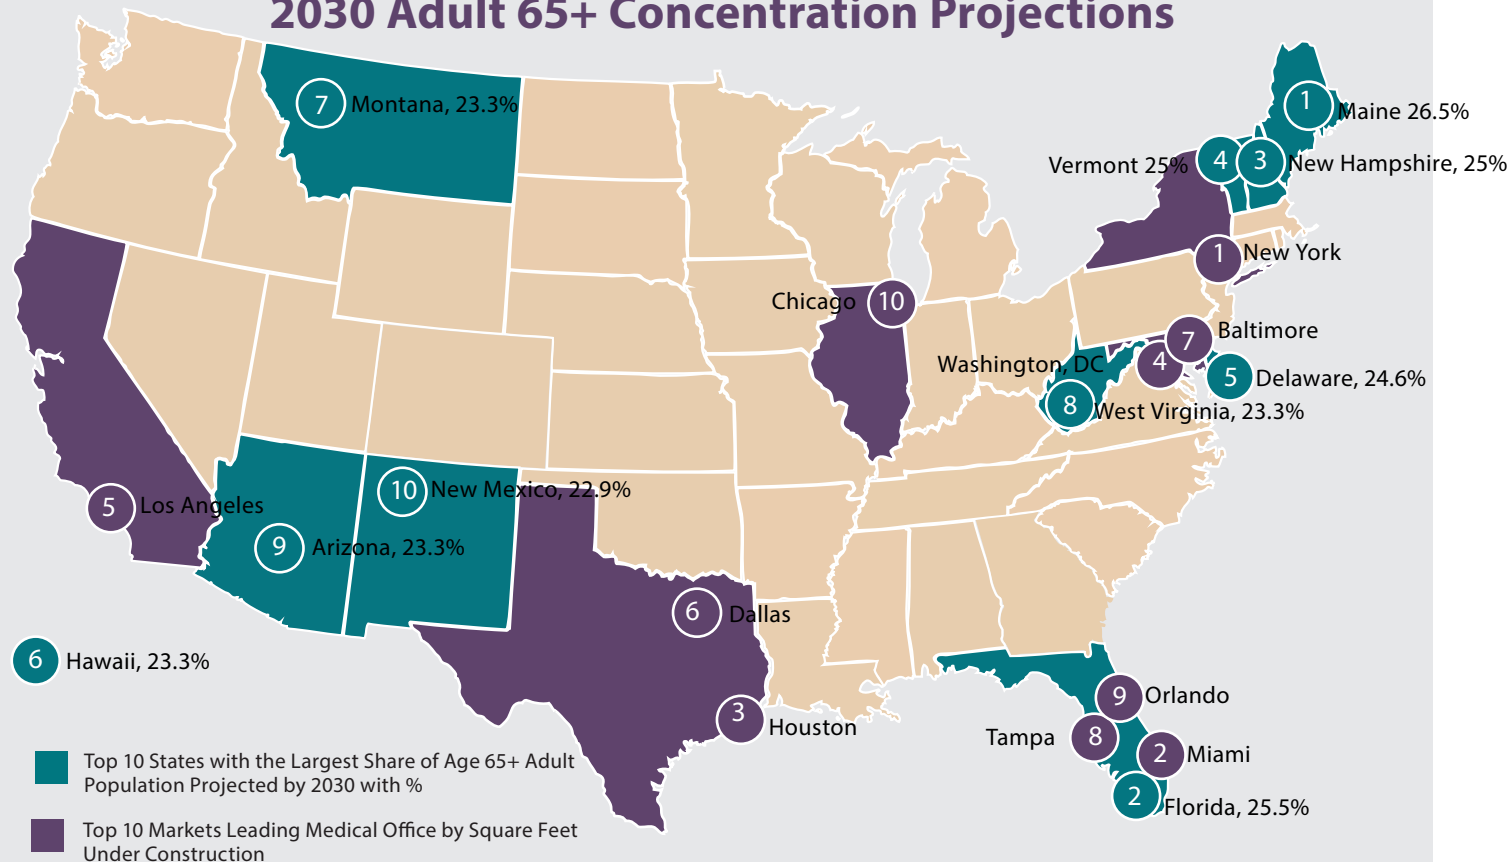 2030 Adult 65+ Concentration Projections
7 Montana, 23.3%
1 Maine 26.5%
Vermont 25% 4
3 New Hampshire, 25%
1 New York
Chicago 10
7 Baltimore
Washington, DC 4
5 Delaware, 24.6%
8 West Virginia, 23.3%
10 New Mexico, 22.9%
5 Los Angeles
9 Arizona, 23.3%
6 Dallas
6 Hawaii, 23.3%
9 Orlando
3 Houston
Tampa 8
2 Miami
2 Florida, 25.5%
Top 10 States with the Largest Share of Age 65+ Adult
Population Projected by 2030 with %
Top 10 Markets Leading Medical Office by Square Feet
Under Construction